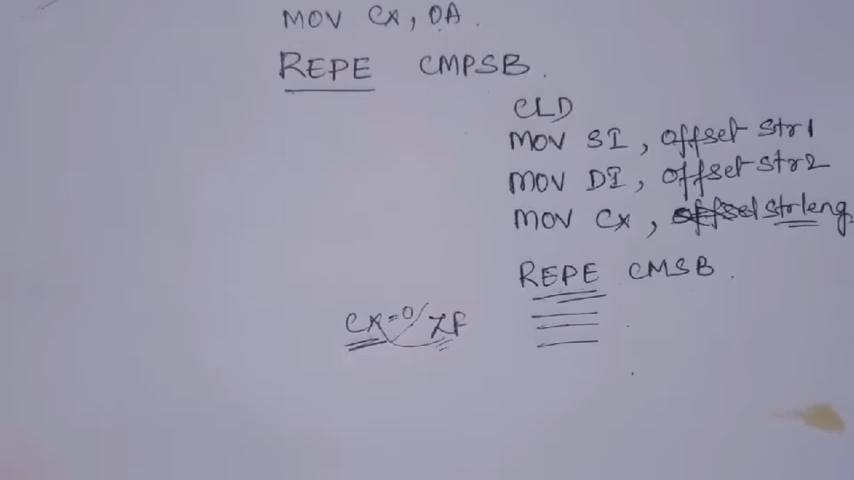 MOV CX, 0A.
REPE CMPSB.
CLD
MOV SI, offset str1
MOV DI, offset str2
MOV CX, strleng
REPE CMSB.
CX=0/ZF